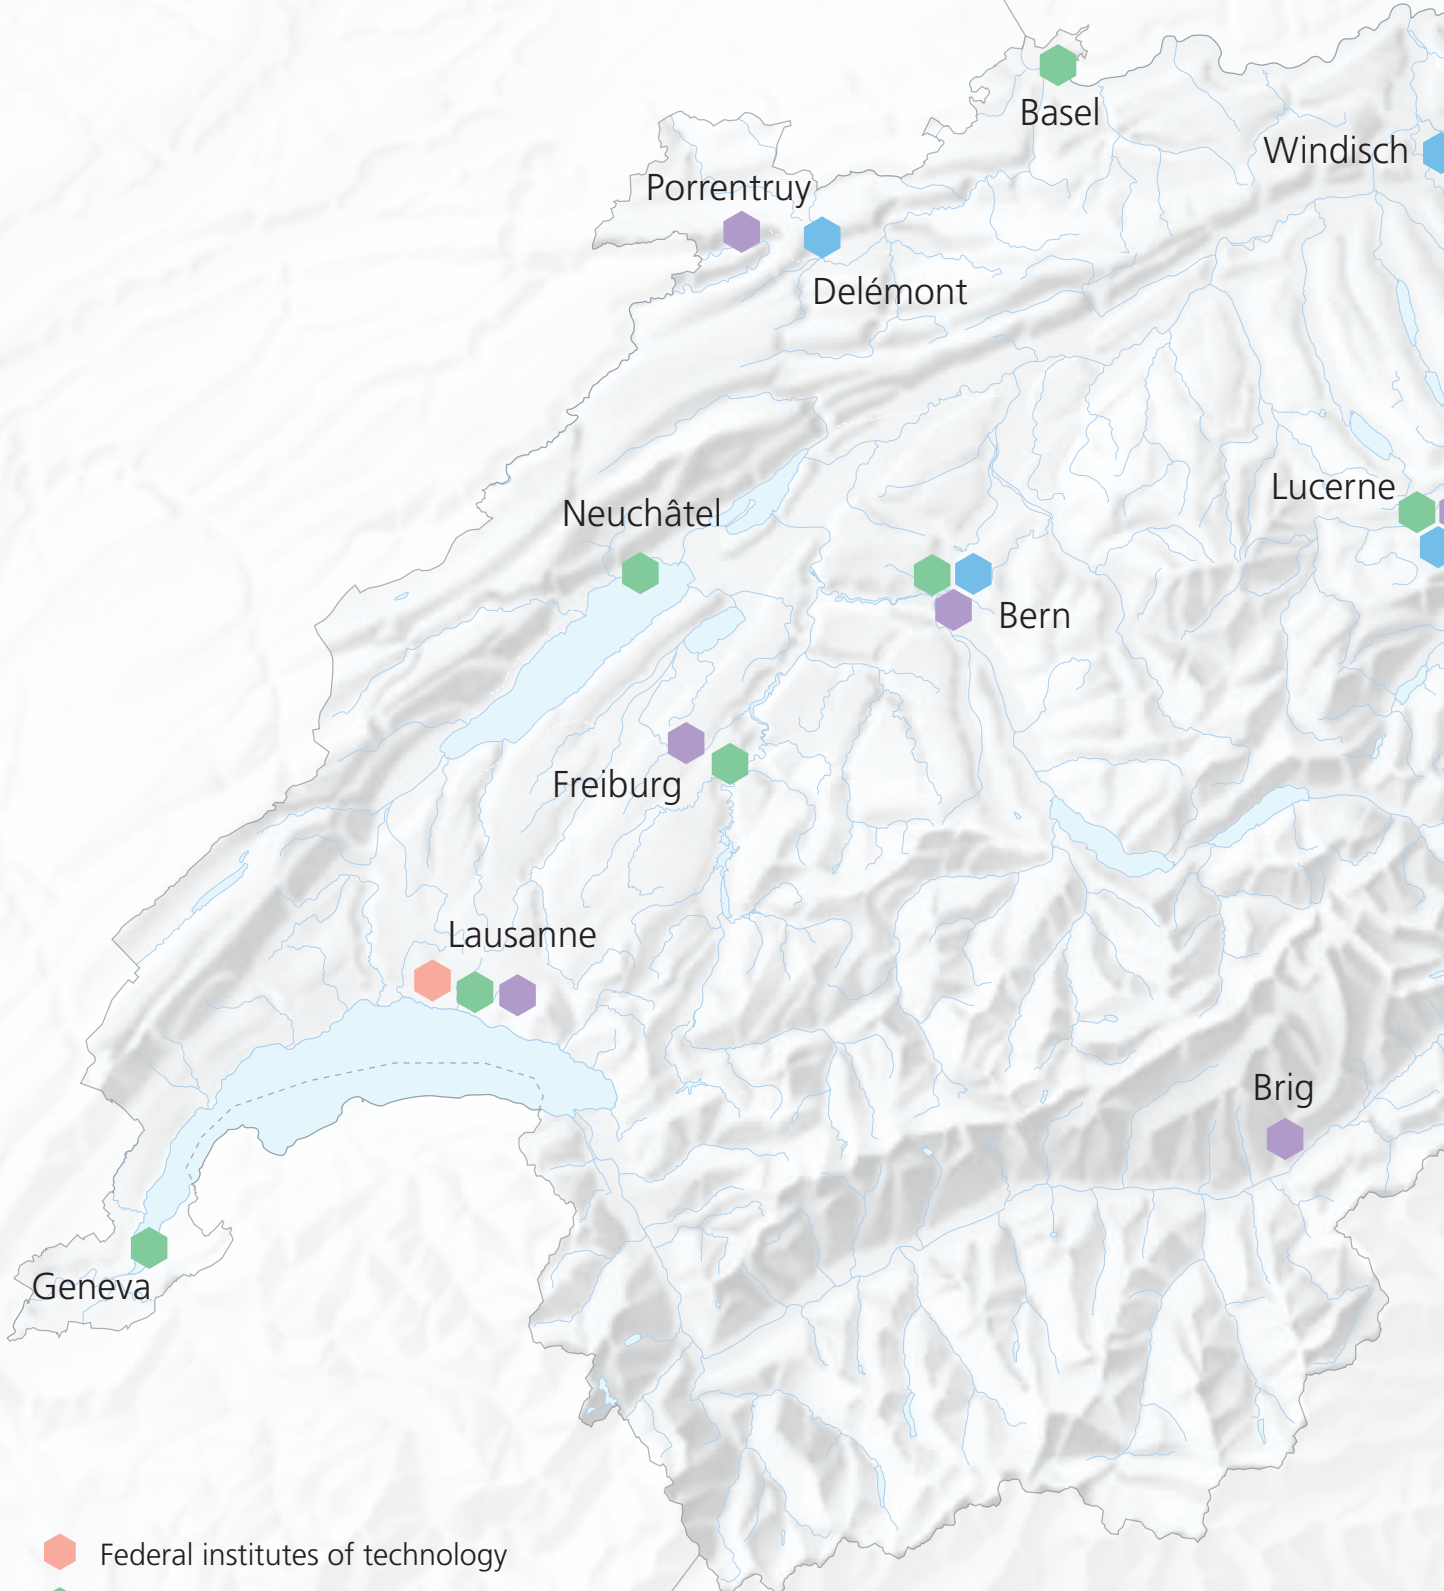 Basel
Windisch
Porrentruy
Delémont
Lucerne
Neuchâtel
Bern
Freiburg
Lausanne
Brig
Geneva
Federal institutes of technology